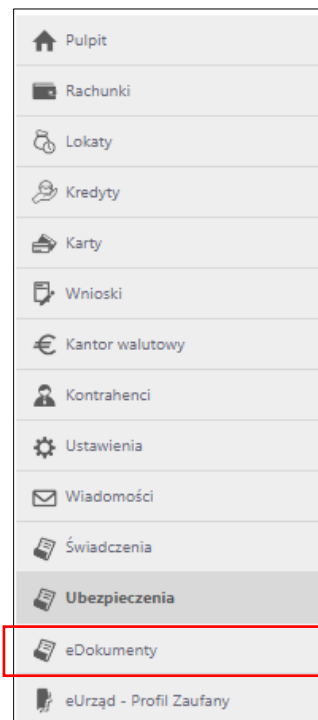 Pulpit
Rachunki
Lokaty
Kredyty
Karty
Wnioski
Kantor walutowy
Kontrahenci
Ustawienia
Wiadomości
Świadczenia
Ubezpieczenia
eDokumenty
eUrząd - Profil Zaufany